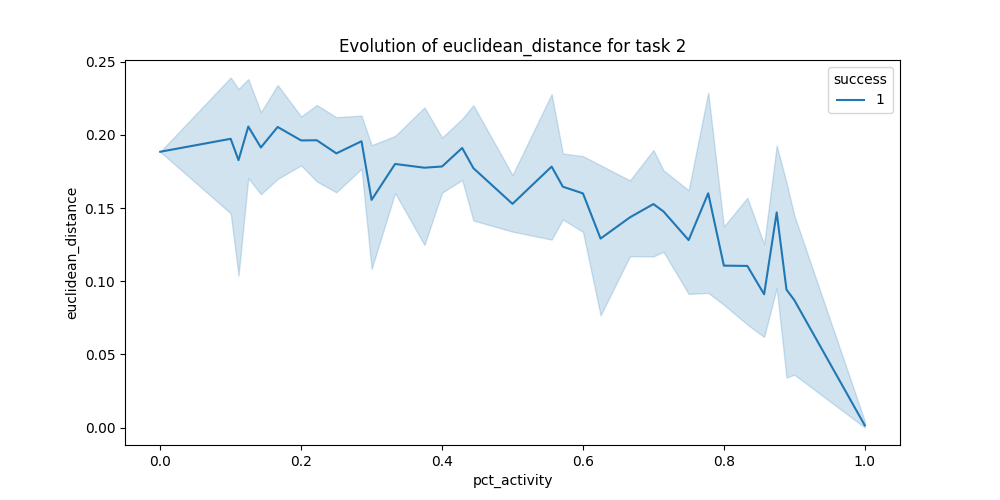 Evolution of euclidean_distance for task 2
success
1
0.25
0.20
0.15
0.10
0.05
0.00
euclidean_distance
0.0 0.2 0.4 0.6 0.8 1.0
pct_activity